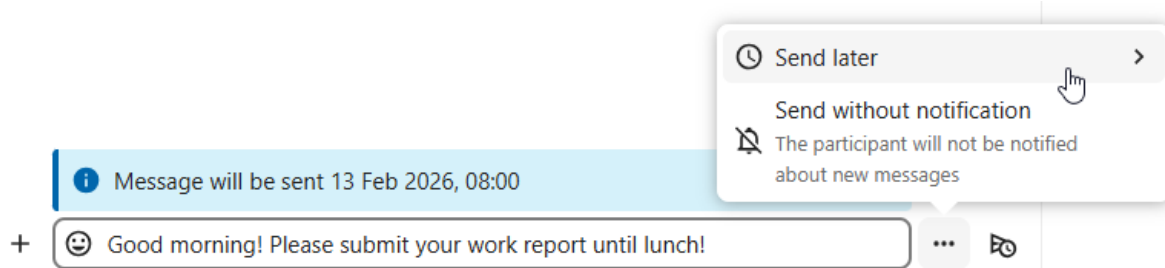 Send later
Send without notification
The participant will not be notified
about new messages
Message will be sent 13 Feb 2026, 08:00
Good morning! Please submit your work report until lunch!